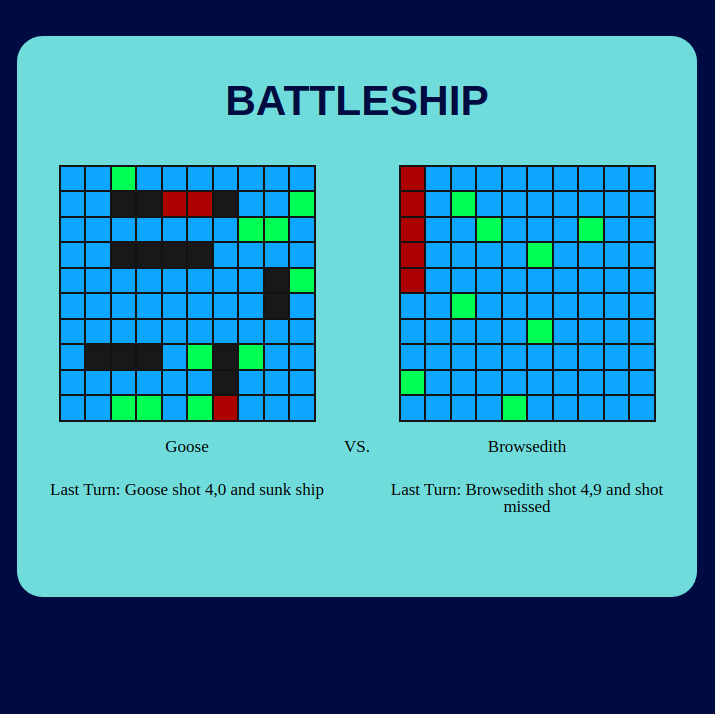 BATTLESHIP
Goose
VS.
Browsedith
Last Turn: Goose shot 4,0 and sunk ship
Last Turn: Browsedith shot 4,9 and shot
missed